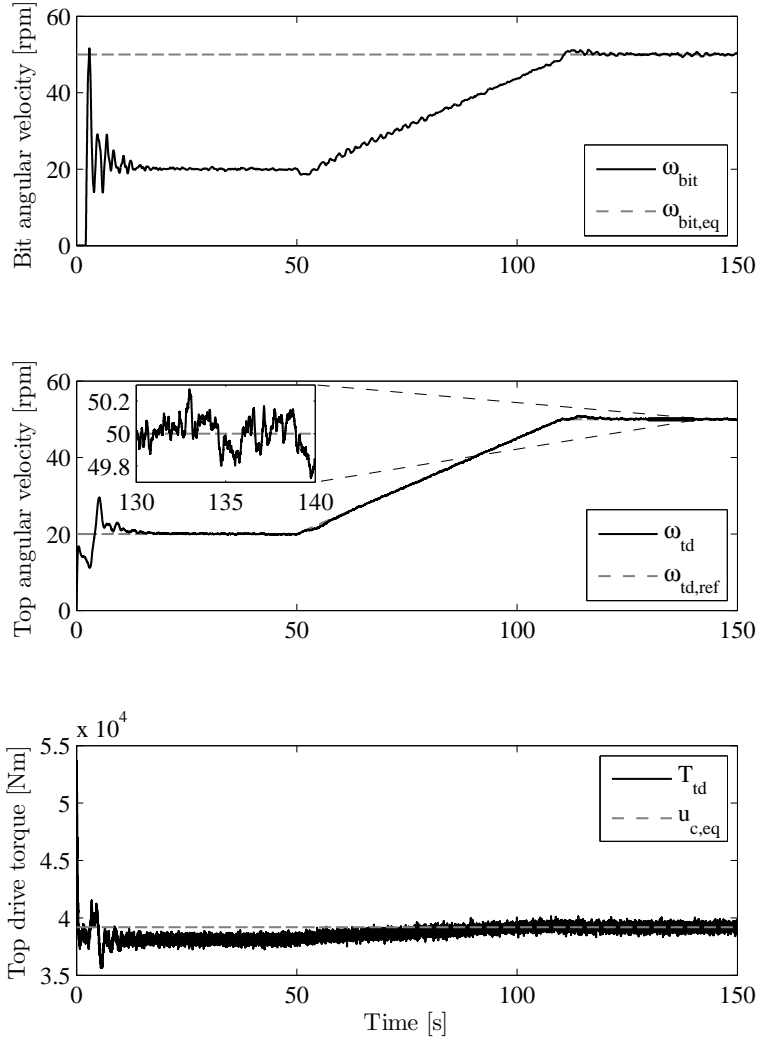 60
40
20
0
Bit angular velocity [rpm]
0 50 100 150
ω_bit
ω_bit,eq
60
40
20
0
Top angular velocity [rpm]
50.2
50
49.8
130 135 140
0 50 100 150
ω_td
ω_td,ref
x 10^4
5.5
5
4.5
4
3.5
Top drive torque [Nm]
0 50 100 150
T_td
u_c,eq
Time [s]